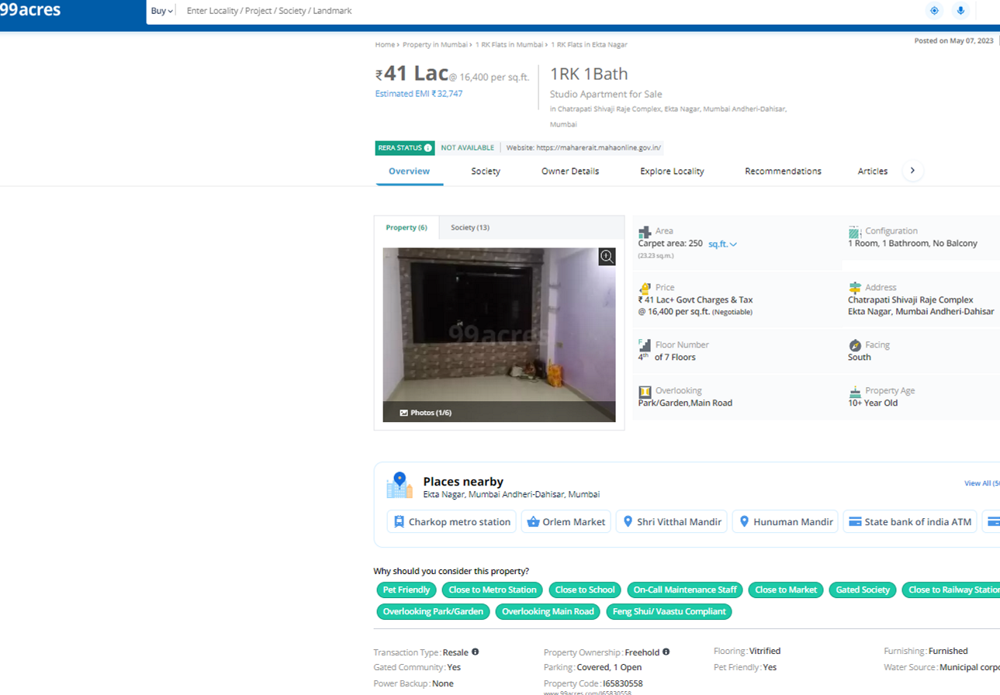 99acres
Buy
Enter Locality / Project / Society / Landmark
Home › Property in Mumbai › 1 RK Flats in Mumbai › 1 RK Flats in Ekta Nagar
Posted on May 07, 2023
₹41 Lac @ 16,400 per sq.ft.
Estimated EMI ₹ 32,747
1RK 1Bath
Studio Apartment for Sale
in Chatrapati Shivaji Raje Complex, Ekta Nagar, Mumbai Andheri-Dahisar,
Mumbai
RERA STATUS NOT AVAILABLE Website: https://maharerait.mahaonline.gov.in/
Overview Society Owner Details Explore Locality Recommendations Articles
Property (6) Society (13)
99acres
Photos (1/6)
Area
Carpet area: 250 sq.ft.
(23.23 sq.m.)
Configuration
1 Room, 1 Bathroom, No Balcony
Price
₹ 41 Lac+ Govt Charges & Tax
@ 16,400 per sq.ft. (Negotiable)
Address
Chatrapati Shivaji Raje Complex
Ekta Nagar, Mumbai Andheri-Dahisar
Floor Number
4th of 7 Floors
Facing
South
Overlooking
Park/Garden,Main Road
Property Age
10+ Year Old
Places nearby
Ekta Nagar, Mumbai Andheri-Dahisar, Mumbai
View All
Charkop metro station Orlem Market Shri Vitthal Mandir Hunuman Mandir State bank of india ATM
Why should you consider this property?
Pet Friendly Close to Metro Station Close to School On-Call Maintenance Staff Close to Market Gated Society Close to Railway Station
Overlooking Park/Garden Overlooking Main Road Feng Shui/ Vaastu Compliant
Transaction Type: Resale Property Ownership: Freehold Flooring: Vitrified Furnishing: Furnished
Gated Community: Yes Parking: Covered, 1 Open Pet Friendly: Yes Water Source: Municipal corpo
Power Backup: None Property Code: I65830558
www.99acres.com/I65830558